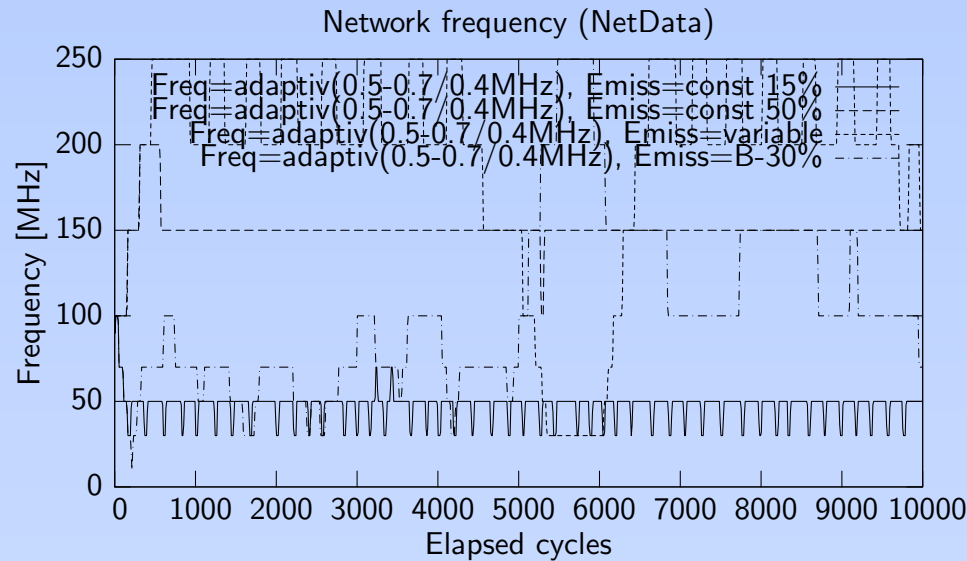 Network frequency (NetData)
250
200
150
100
50
0
Frequency [MHz]
Freq=adaptiv(0.5-0.7/0.4MHz), Emiss=const 15%
Freq=adaptiv(0.5-0.7/0.4MHz), Emiss=const 50%
Freq=adaptiv(0.5-0.7/0.4MHz), Emiss=variable
Freq=adaptiv(0.5-0.7/0.4MHz), Emiss=B-30%
0 1000 2000 3000 4000 5000 6000 7000 8000 9000 10000
Elapsed cycles